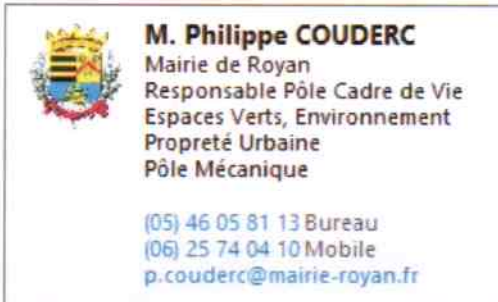 M. Philippe COUDERC
Mairie de Royan
Responsable Pôle Cadre de Vie
Espaces Verts, Environnement
Propreté Urbaine
Pôle Mécanique
(05) 46 05 81 13 Bureau
(06) 25 74 04 10 Mobile
p.couderc@mairie-royan.fr